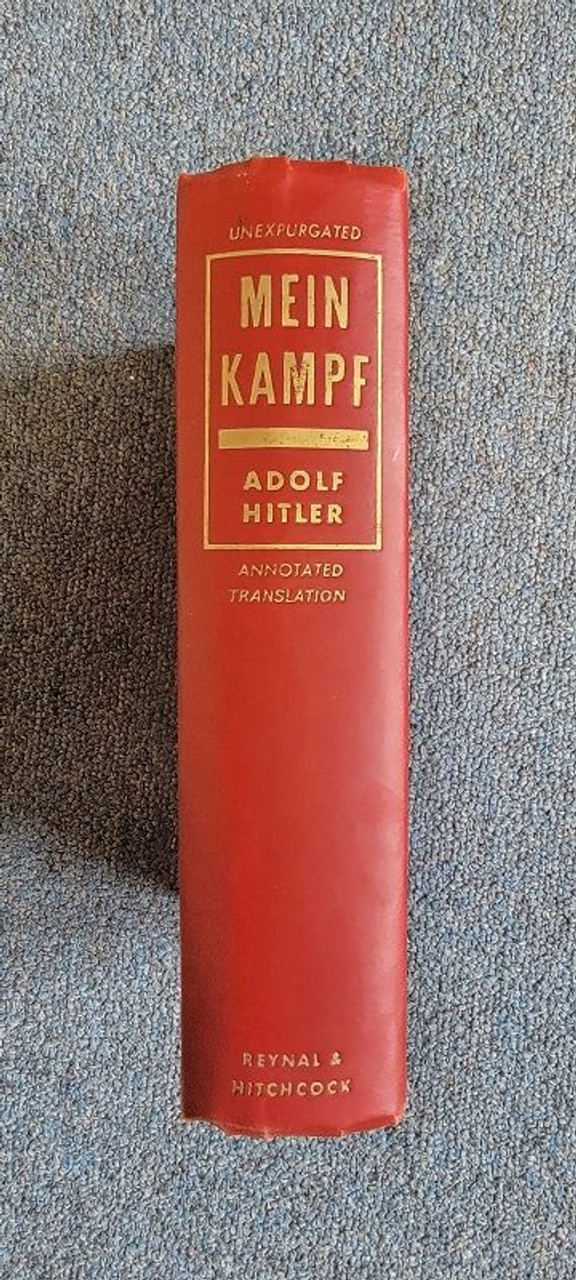 UNEXPURGATED
MEIN
KAMPF
ADOLF
HITLER
ANNOTATED
TRANSLATION
REYNAL &
HITCHCOCK